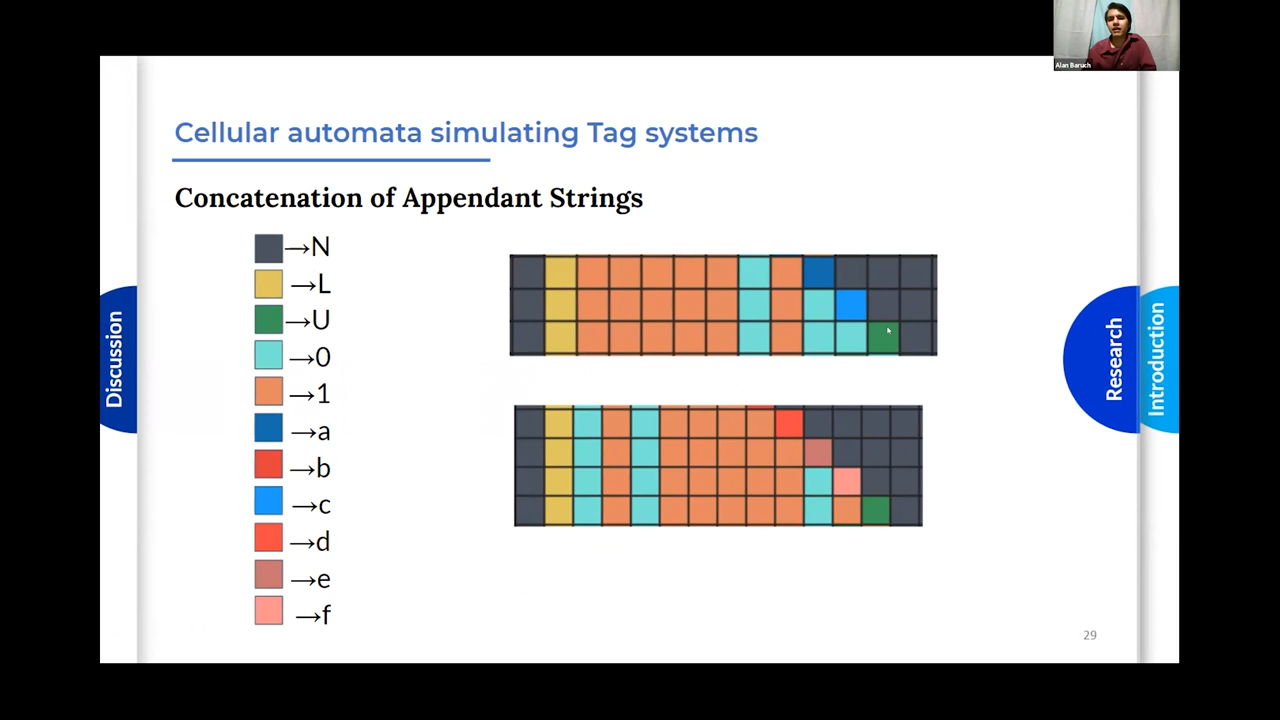 Alan Baruch
Cellular automata simulating Tag systems
Concatenation of Appendant Strings
→N
→L
→U
→0
→1
→a
→b
→c
→d
→e
→f
Discussion
Research
Introduction
29